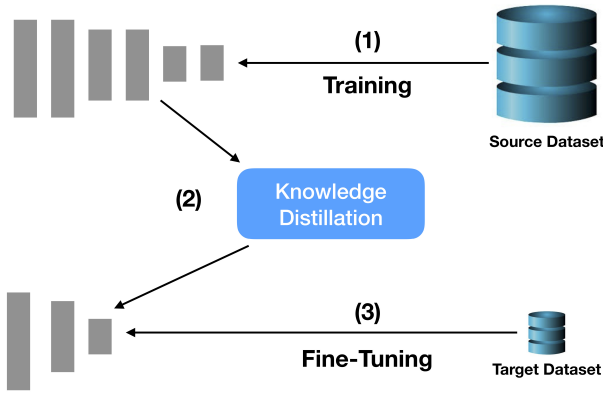 (1)
Training
Source Dataset
(2)
Knowledge
Distillation
(3)
Fine-Tuning
Target Dataset